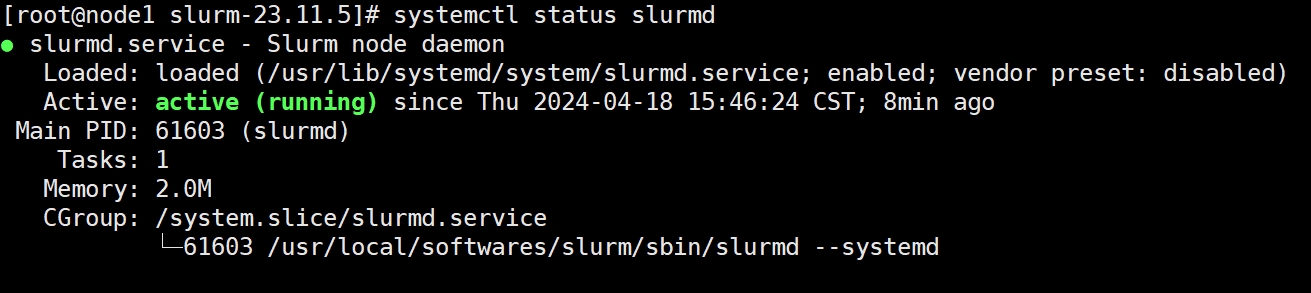 [root@node1 slurm-23.11.5]# systemctl status slurmd
● slurmd.service - Slurm node daemon
   Loaded: loaded (/usr/lib/systemd/system/slurmd.service; enabled; vendor preset: disabled)
   Active: active (running) since Thu 2024-04-18 15:46:24 CST; 8min ago
 Main PID: 61603 (slurmd)
    Tasks: 1
   Memory: 2.0M
   CGroup: /system.slice/slurmd.service
           └─61603 /usr/local/softwares/slurm/sbin/slurmd --systemd